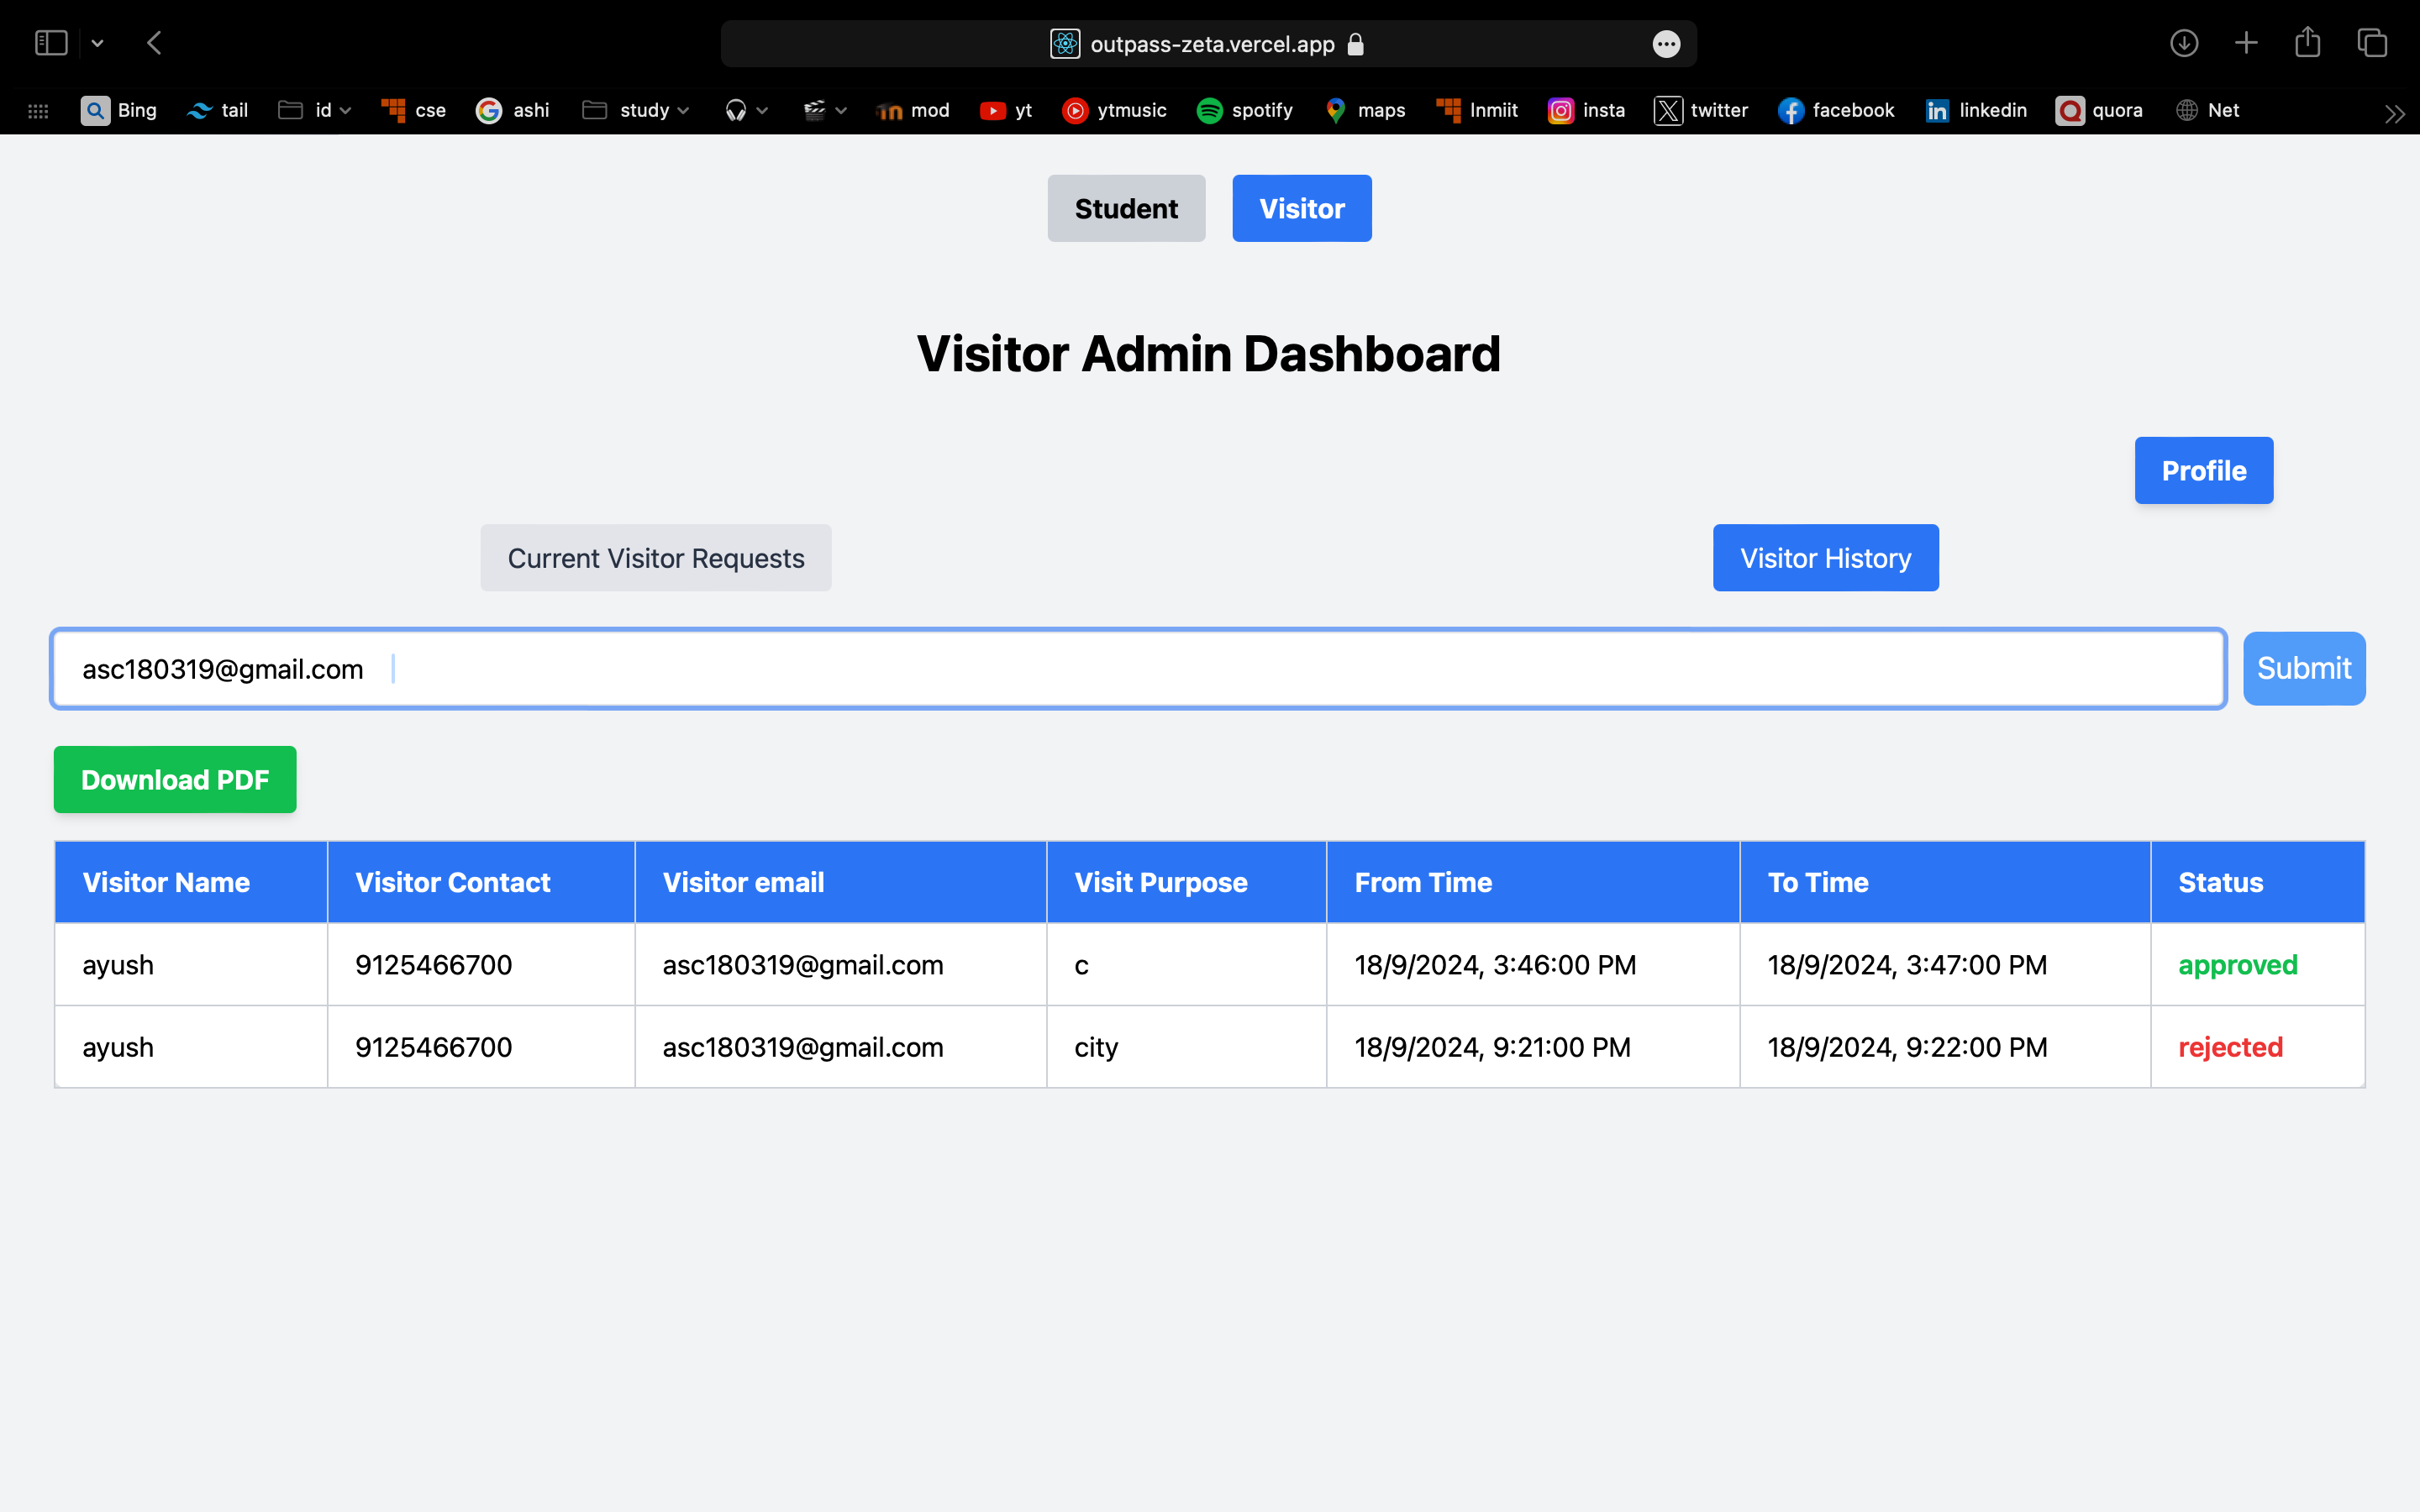 outpass-zeta.vercel.app
Bing tail id cse ashi study mod yt ytmusic spotify maps lnmiit insta twitter facebook linkedin quora Net
Student Visitor
Visitor Admin Dashboard
Profile
Current Visitor Requests Visitor History
asc180319@gmail.com Submit
Download PDF
Visitor Name Visitor Contact Visitor email Visit Purpose From Time To Time Status
ayush 9125466700 asc180319@gmail.com c 18/9/2024, 3:46:00 PM 18/9/2024, 3:47:00 PM approved
ayush 9125466700 asc180319@gmail.com city 18/9/2024, 9:21:00 PM 18/9/2024, 9:22:00 PM rejected